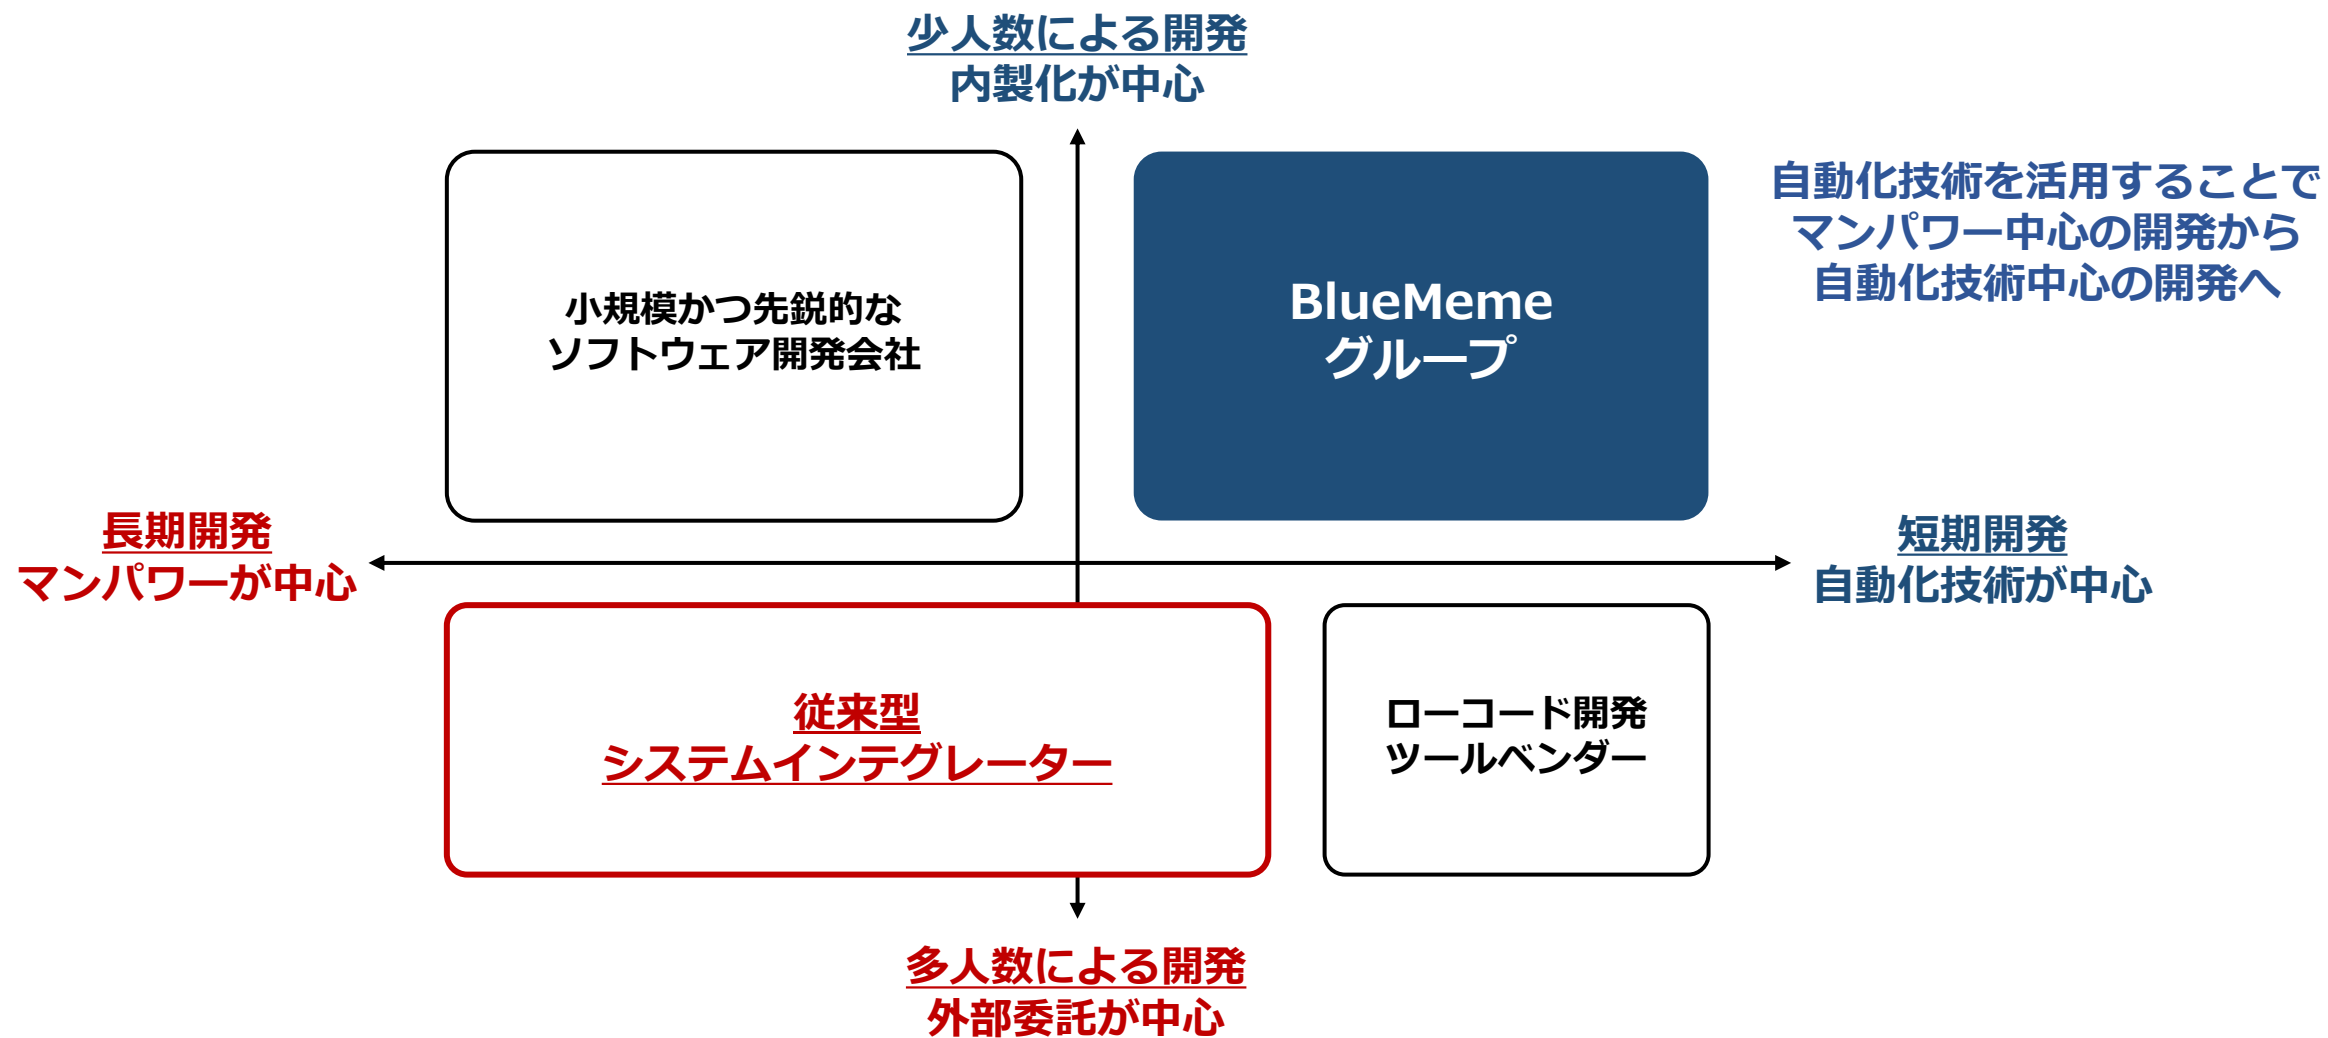 少人数による開発
内製化が中心
自動化技術を活用することで
マンパワー中心の開発から
自動化技術中心の開発へ
小規模かつ先鋭的な
ソフトウェア開発会社
BlueMeme
グループ
長期開発
マンパワーが中心
短期開発
自動化技術が中心
従来型
システムインテグレーター
ローコード開発
ツールベンダー
多人数による開発
外部委託が中心